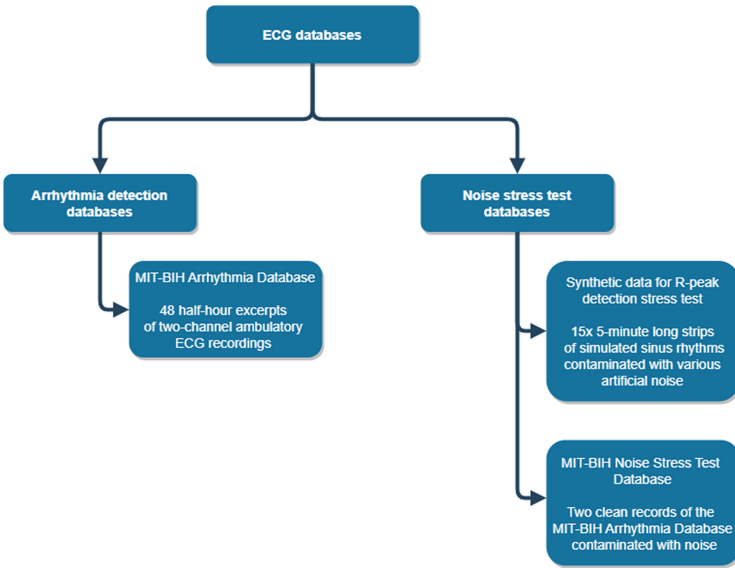 ECG databases
Arrhythmia detection
databases
Noise stress test
databases
MIT-BIH Arrhythmia Database
48 half-hour excerpts
of two-channel ambulatory
ECG recordings
Synthetic data for R-peak
detection stress test
15x 5-minute long strips
of simulated sinus rhythms
contaminated with various
artificial noise
MIT-BIH Noise Stress Test
Database
Two clean records of the
MIT-BIH Arrhythmia Database
contaminated with noise